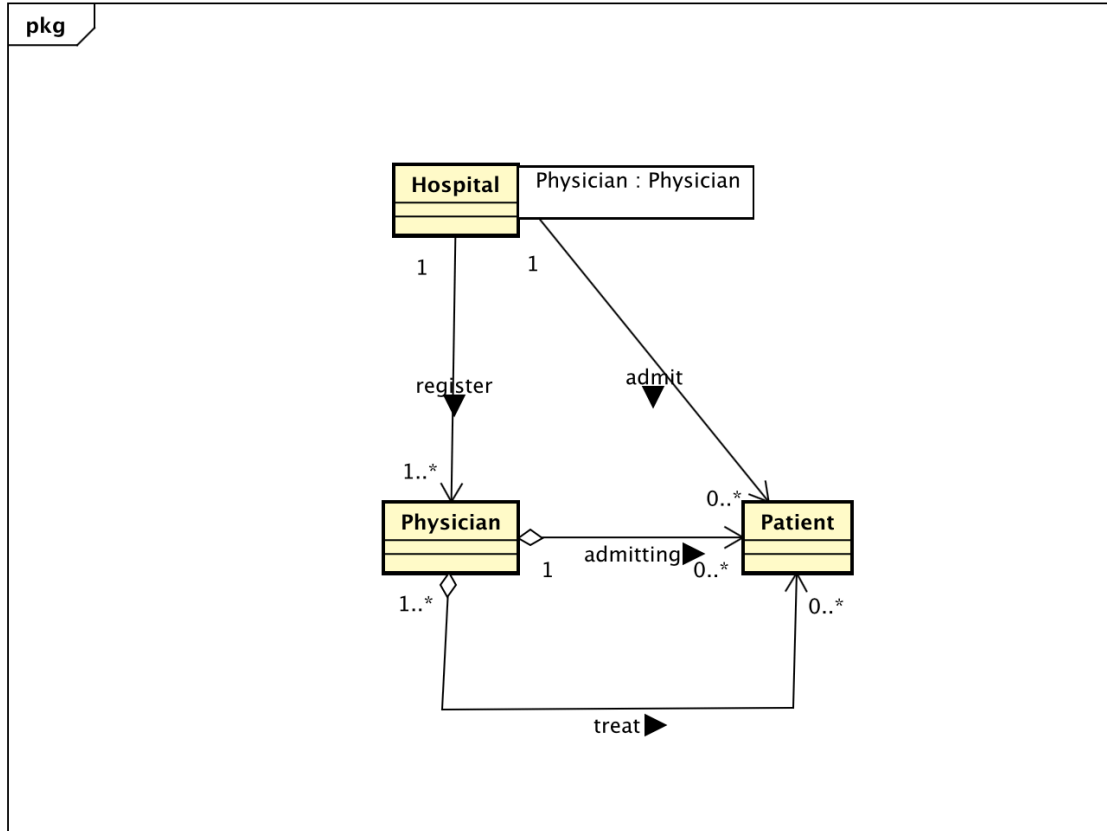 pkg
Hospital
Physician : Physician
1
1
register
admit
1..*
0..*
Physician
Patient
admitting
1
0..*
1..*
0..*
treat